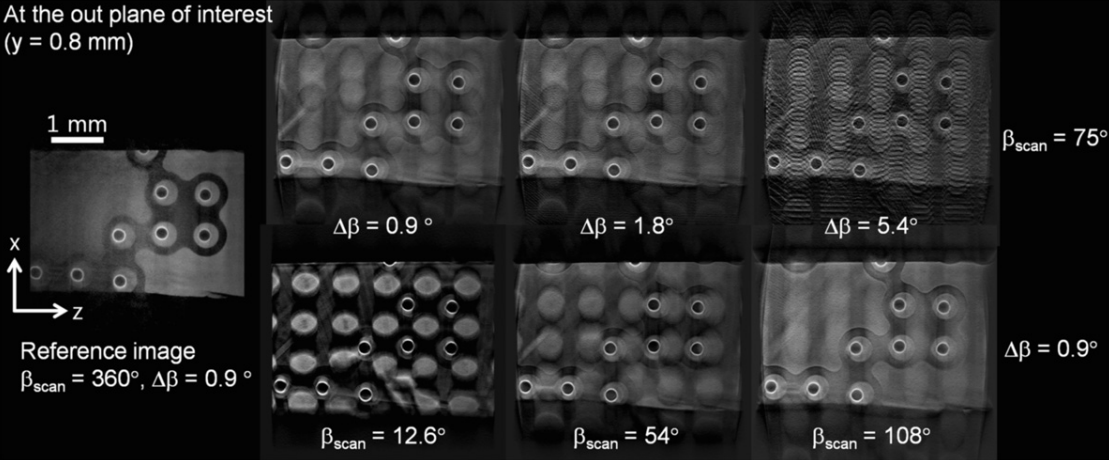 At the out plane of interest
(y = 0.8 mm)
1 mm
x
z
Reference image
βscan = 360°, Δβ = 0.9 °
Δβ = 0.9 °
Δβ = 1.8°
Δβ = 5.4°
βscan = 75°
βscan = 12.6°
βscan = 54°
βscan = 108°
Δβ = 0.9°